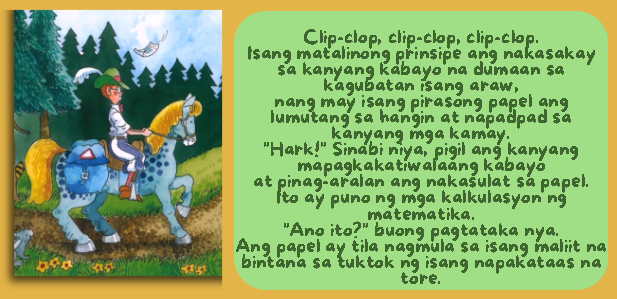 Clip-clop, clip-clop, clip-clop.
Isang matalinong prinsipe ang nakasakay
sa kanyang kabayo na dumaan sa
kagubatan isang araw,
nang may isang pirasong papel ang
lumutang sa hangin at napadpad sa
kanyang mga kamay.
"Hark!" Sinabi niya, pigil ang kanyang
mapagkakatiwalaang kabayo
at pinag-aralan ang nakasulat sa papel.
Ito ay puno ng mga kalkulasyon ng
matematika.
"Ano ito?" buong pagtataka nya.
Ang papel ay tila nagmula sa isang maliit na
bintana sa tuktok ng isang napakataas na
tore.